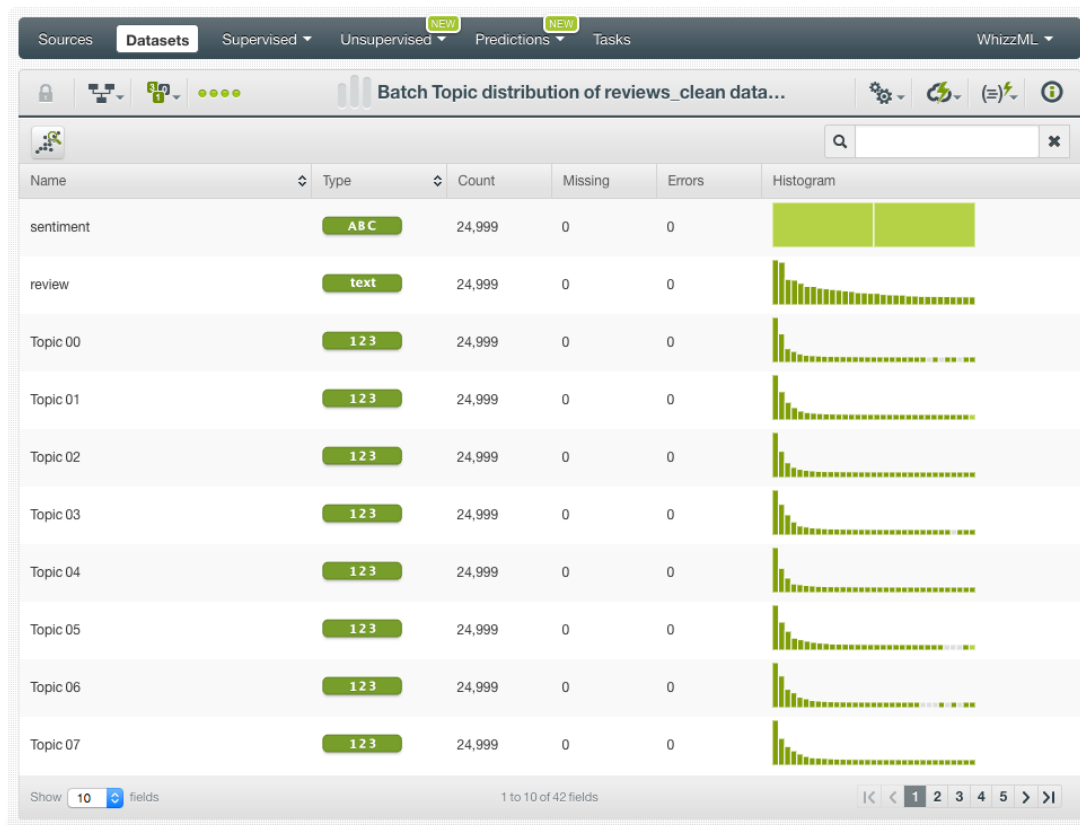 NEW NEW
Sources Datasets Supervised Unsupervised Predictions Tasks WhizzML
Batch Topic distribution of reviews_clean data...
Name Type Count Missing Errors Histogram
sentiment ABC 24,999 0 0
review text 24,999 0 0
Topic 00 123 24,999 0 0
Topic 01 123 24,999 0 0
Topic 02 123 24,999 0 0
Topic 03 123 24,999 0 0
Topic 04 123 24,999 0 0
Topic 05 123 24,999 0 0
Topic 06 123 24,999 0 0
Topic 07 123 24,999 0 0
Show 10 fields 1 to 10 of 42 fields 1 2 3 4 5